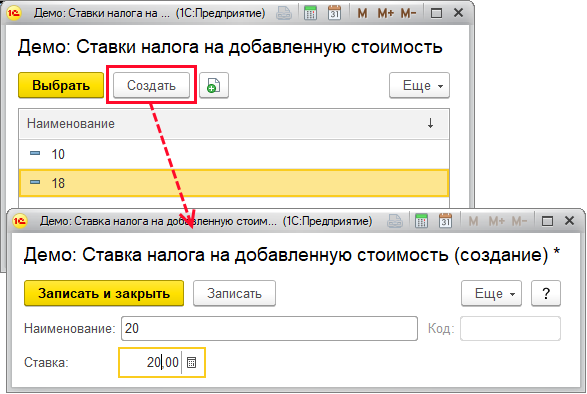 Демо: Ставки налога на ... (1С:Предприятие) 31 M M+ M-
Демо: Ставки налога на добавленную стоимость
Выбрать Создать Еще
Наименование ↓
10
18
Демо: Ставка налога на добавленную стоим... (1С:Предприятие) 31 M M+ M-
Демо: Ставка налога на добавленную стоимость (создание) *
Записать и закрыть Записать Еще ?
Наименование: 20 Код:
Ставка: 20,00